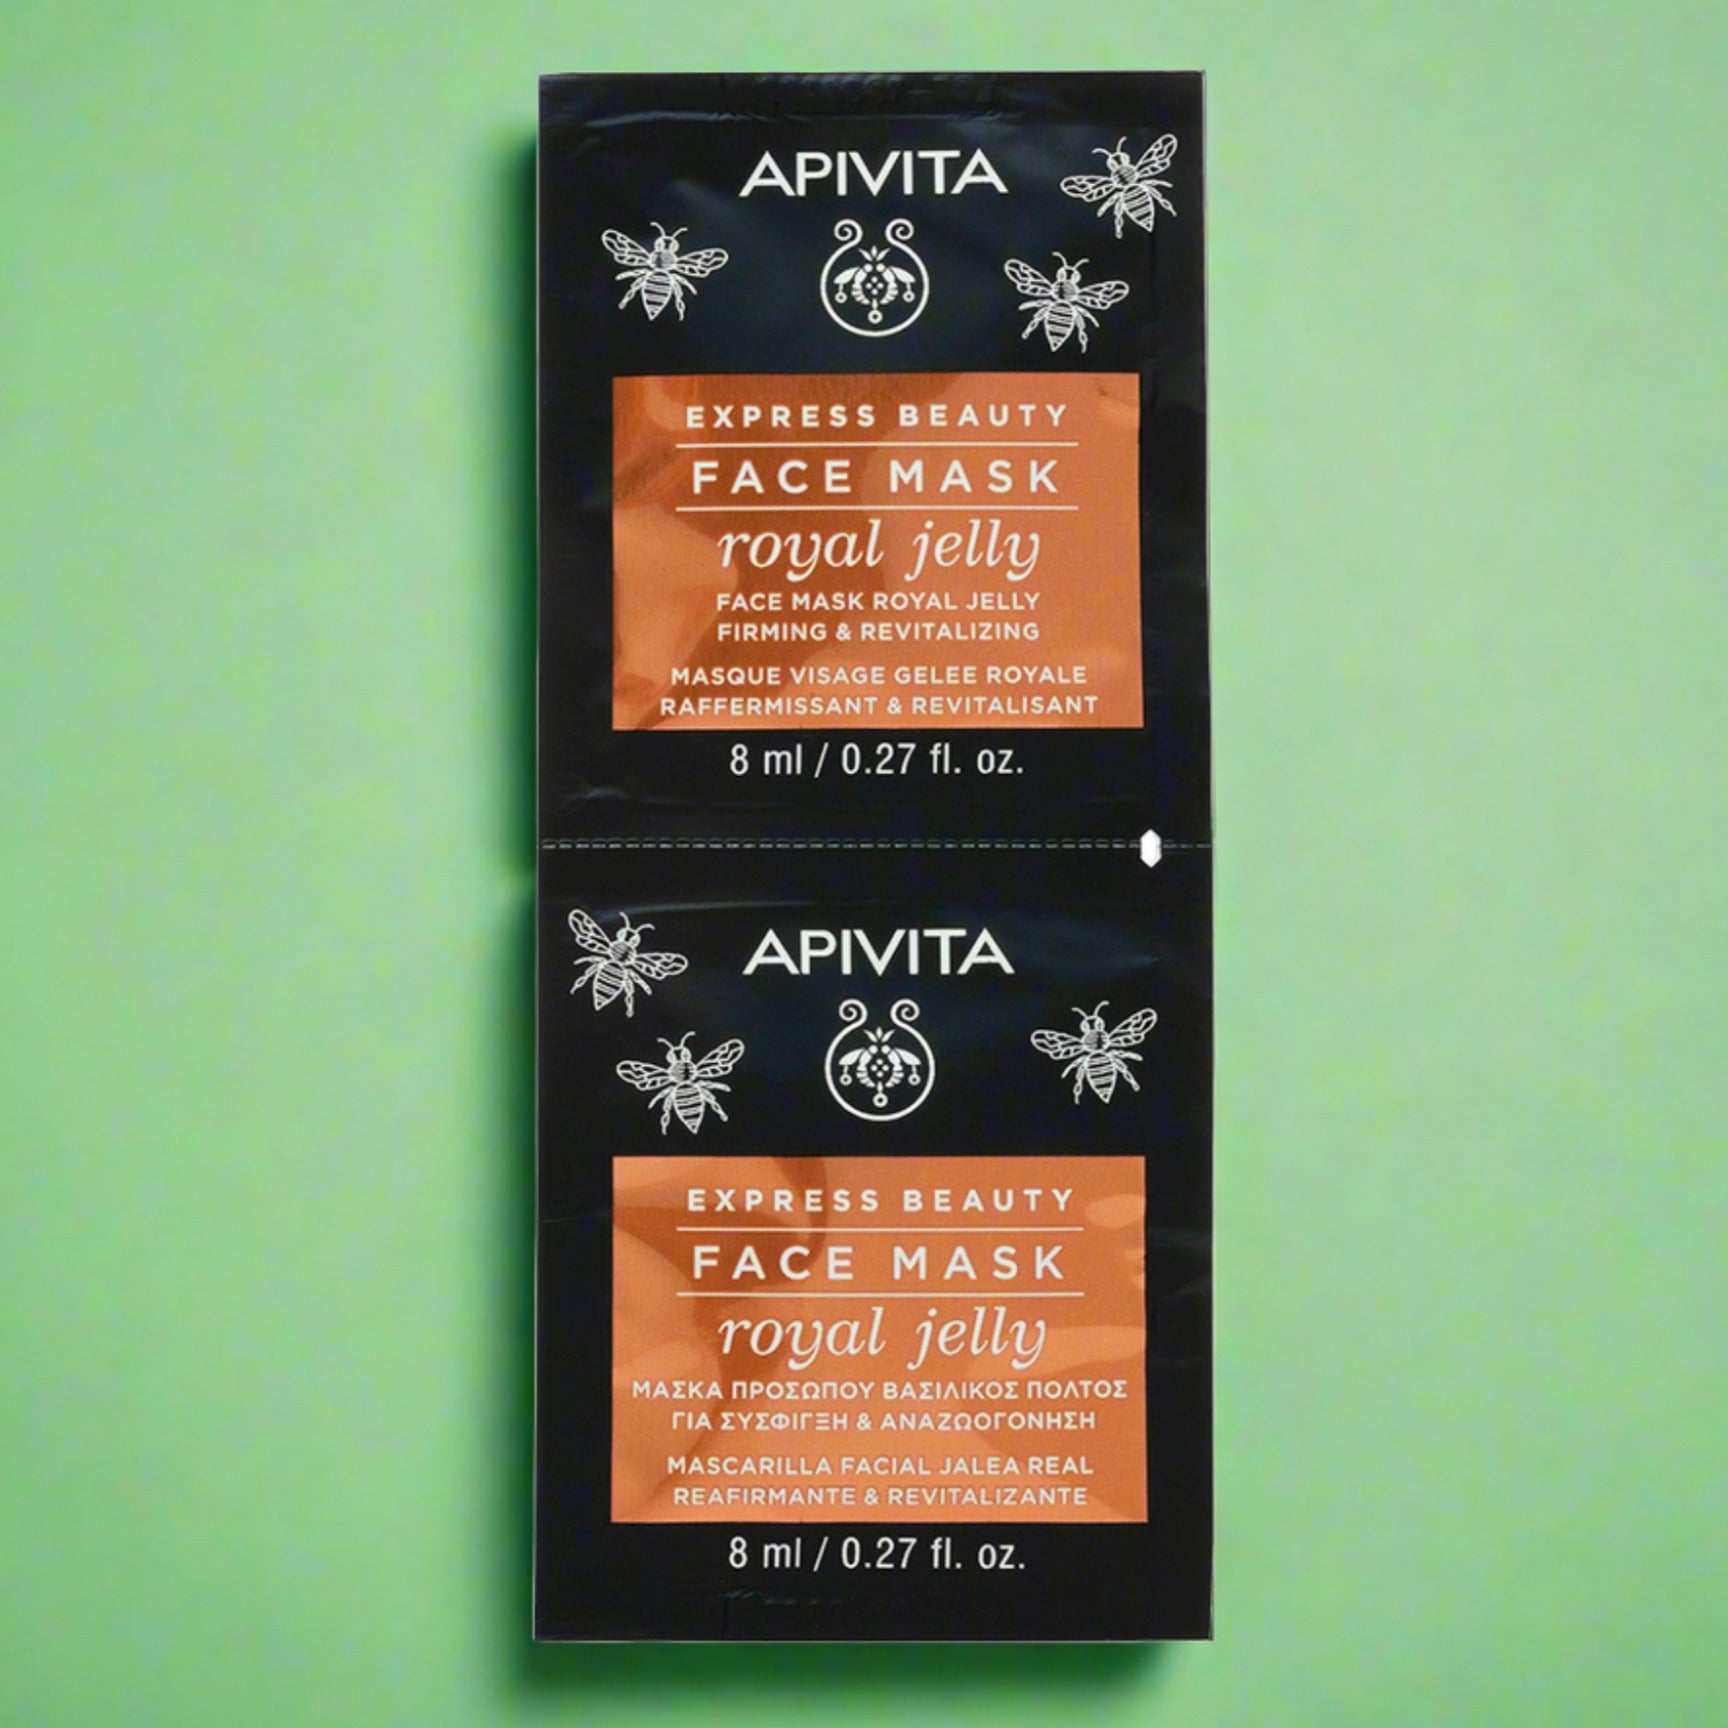 APIVITA
EXPRESS BEAUTY
FACE MASK
royal jelly
FACE MASK ROYAL JELLY
FIRMING & REVITALIZING
MASQUE VISAGE GELEE ROYALE
RAFFERMISSANT & REVITALISANT
8 ml / 0.27 fl. oz.
APIVITA
EXPRESS BEAUTY
FACE MASK
royal jelly
ΜΑΣΚΑ ΠΡΟΣΩΠΟΥ ΒΑΣΙΛΙΚΟΣ ΠΟΛΤΟΣ
ΓΙΑ ΣΥΣΦΙΓΞΗ & ΑΝΑΖΩΟΓΟΝΗΣΗ
MASCARILLA FACIAL JALEA REAL
REAFIRMANTE & REVITALIZANTE
8 ml / 0.27 fl. oz.